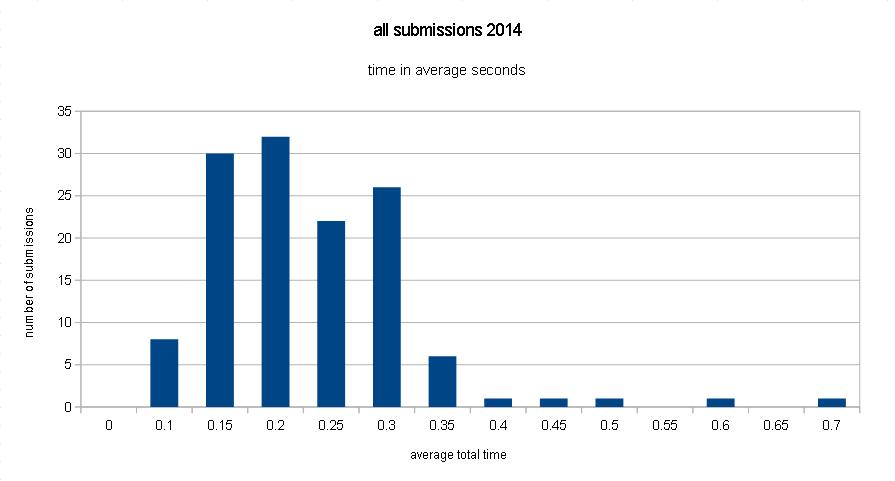 all submissions 2014
time in average seconds
35
30
25
20
15
10
5
0
number of submissions
0 0.1 0.15 0.2 0.25 0.3 0.35 0.4 0.45 0.5 0.55 0.6 0.65 0.7
average total time